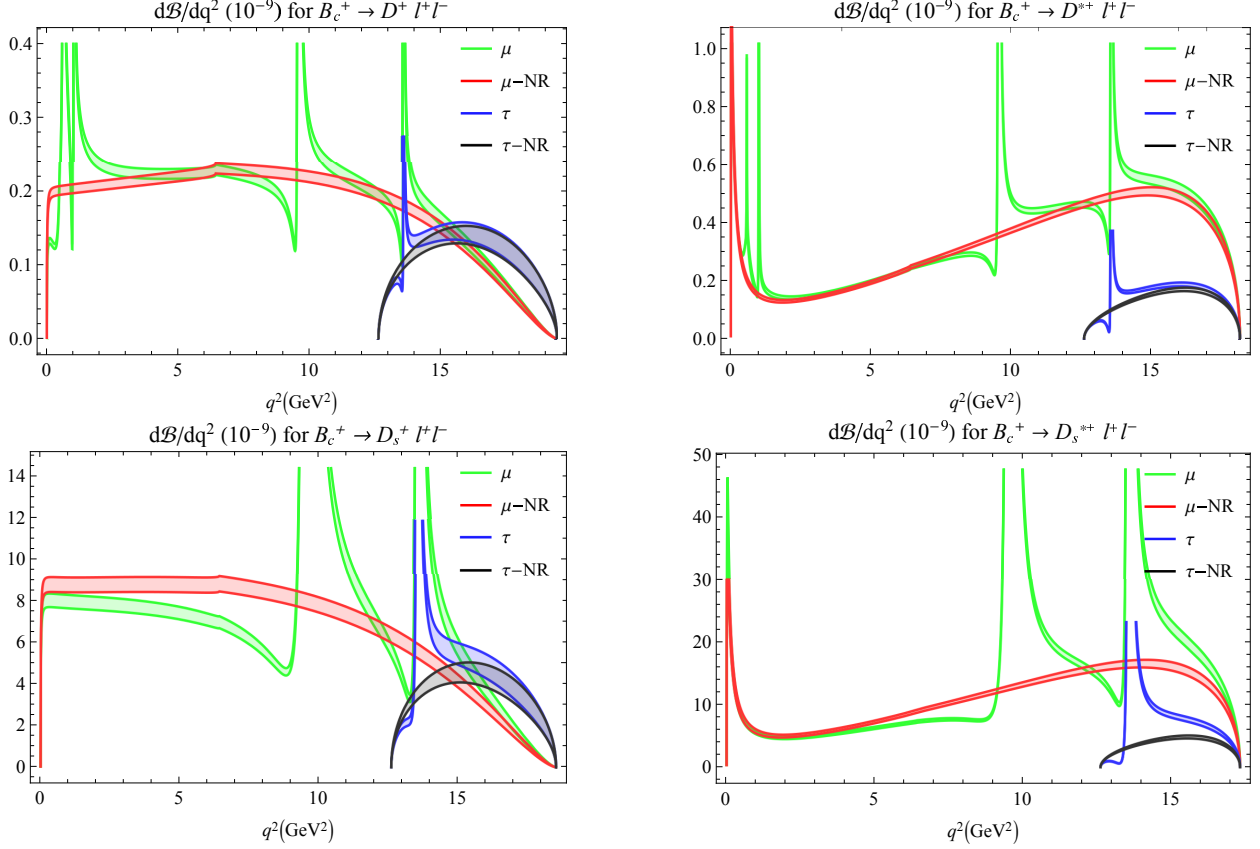 dℬ/dq² (10⁻⁹) for B_c⁺ → D⁺ l⁺l⁻
0.4
0.3
0.2
0.1
0.0
0 5 10 15
q²(GeV²)
μ
μ−NR
τ
τ−NR
dℬ/dq² (10⁻⁹) for B_c⁺ → D*⁺ l⁺l⁻
1.0
0.8
0.6
0.4
0.2
0.0
0 5 10 15
q²(GeV²)
μ
μ−NR
τ
τ−NR
dℬ/dq² (10⁻⁹) for B_c⁺ → D_s⁺ l⁺l⁻
14
12
10
8
6
4
2
0
0 5 10 15
q²(GeV²)
μ
μ−NR
τ
τ−NR
dℬ/dq² (10⁻⁹) for B_c⁺ → D_s*⁺ l⁺l⁻
50
40
30
20
10
0
0 5 10 15
q²(GeV²)
μ
μ−NR
τ
τ−NR